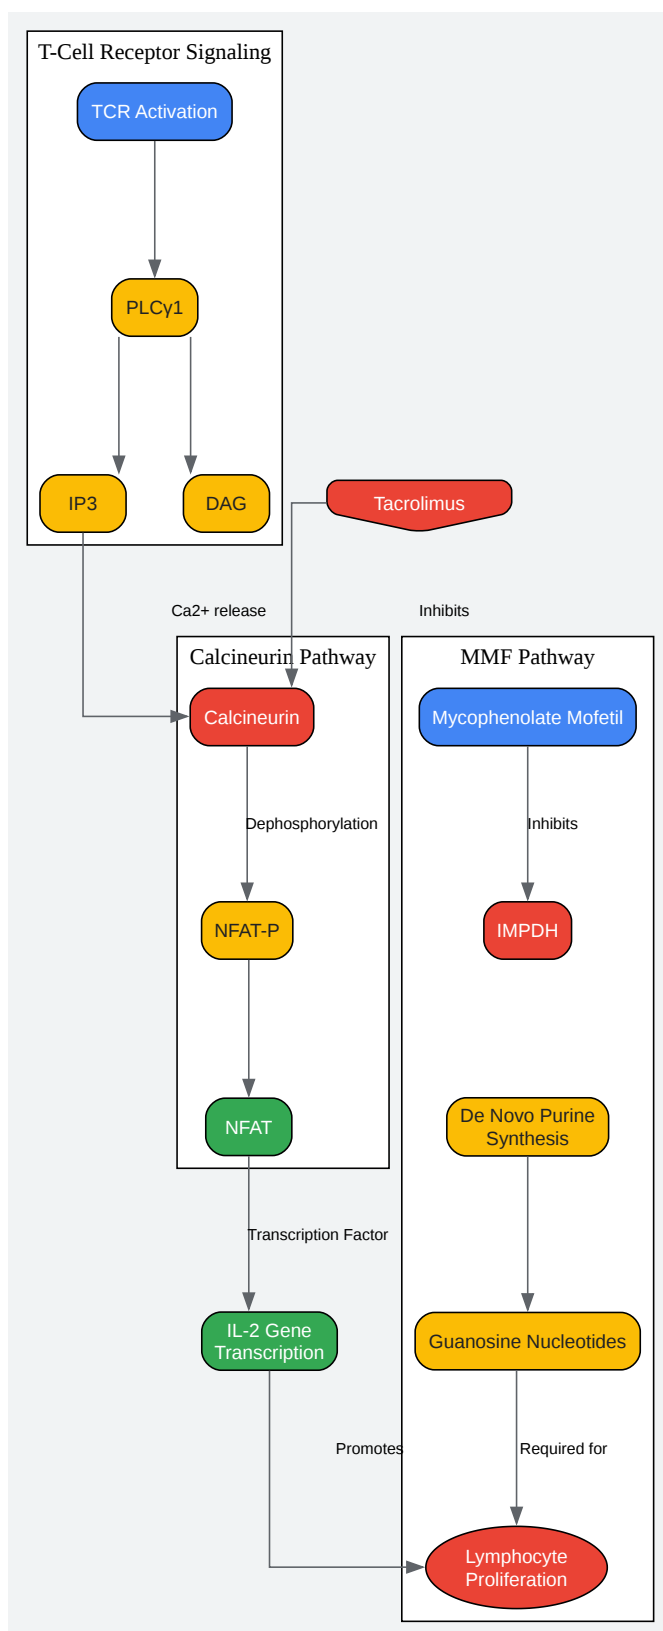 T-Cell Receptor Signaling
TCR Activation
PLCγ1
IP3
DAG
Tacrolimus
Ca2+ release
Inhibits
Calcineurin Pathway
MMF Pathway
Calcineurin
Mycophenolate Mofetil
Dephosphorylation
Inhibits
NFAT-P
IMPDH
NFAT
De Novo Purine
Synthesis
Transcription Factor
IL-2 Gene
Transcription
Guanosine Nucleotides
Promotes
Required for
Lymphocyte
Proliferation